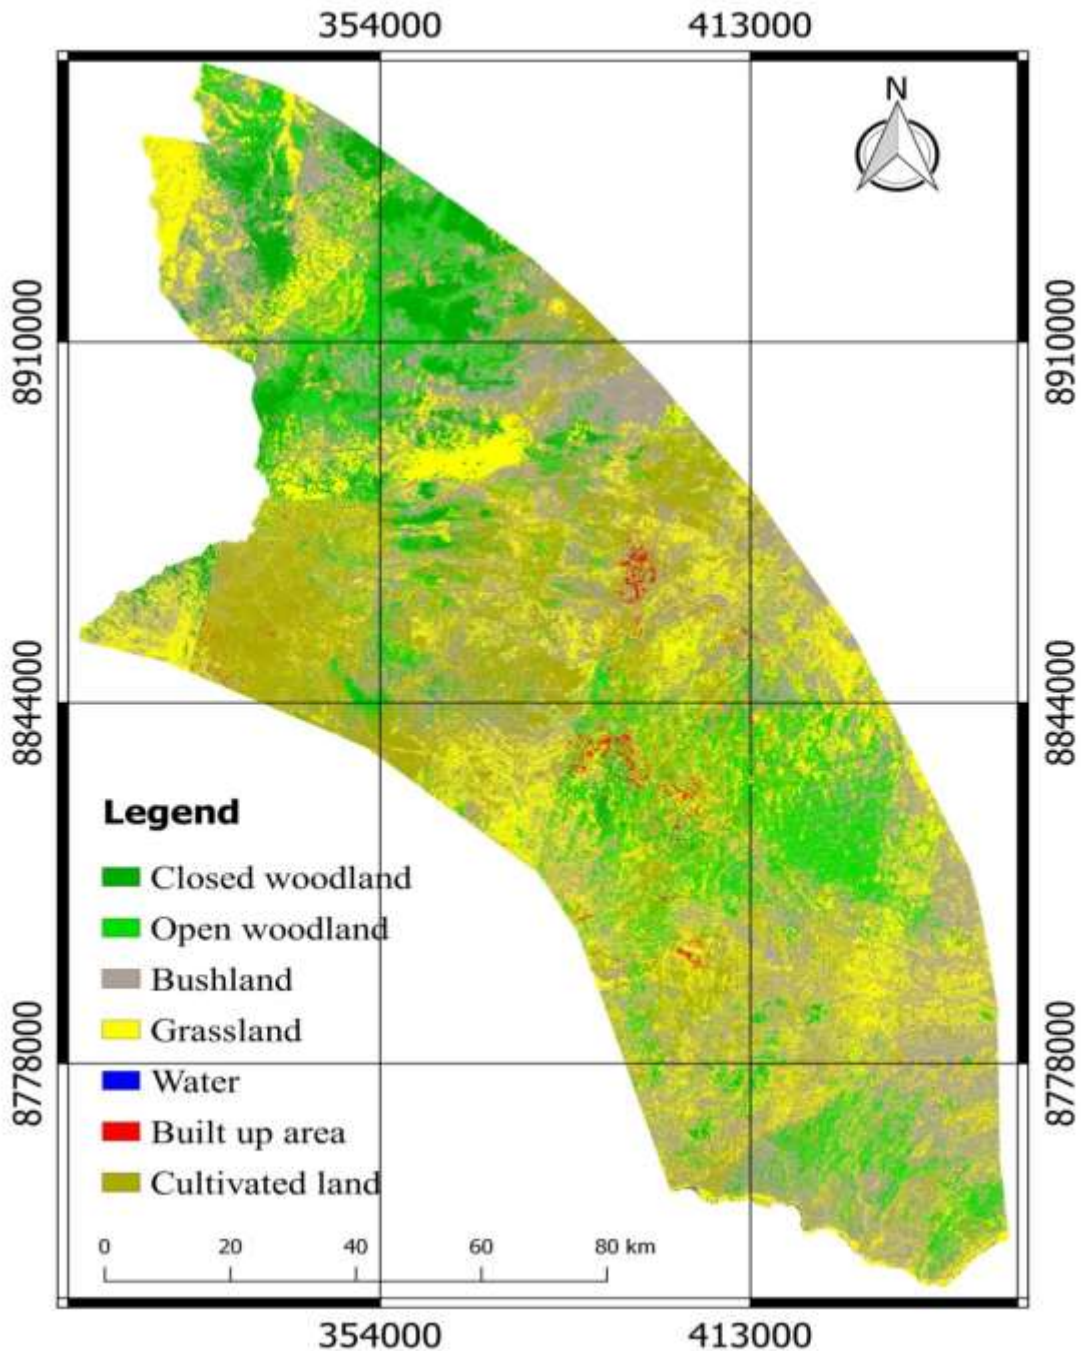 354000 413000
N
8910000 8910000
8844000 8844000
Legend
Closed woodland
Open woodland
Bushland
Grassland
8778000 8778000
Water
Built up area
Cultivated land
0 20 40 60 80 km
354000 413000